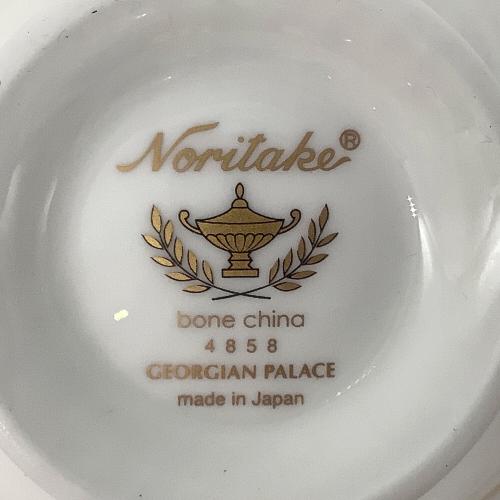 Noritake®
bone china
4858
GEORGIAN PALACE
made in Japan